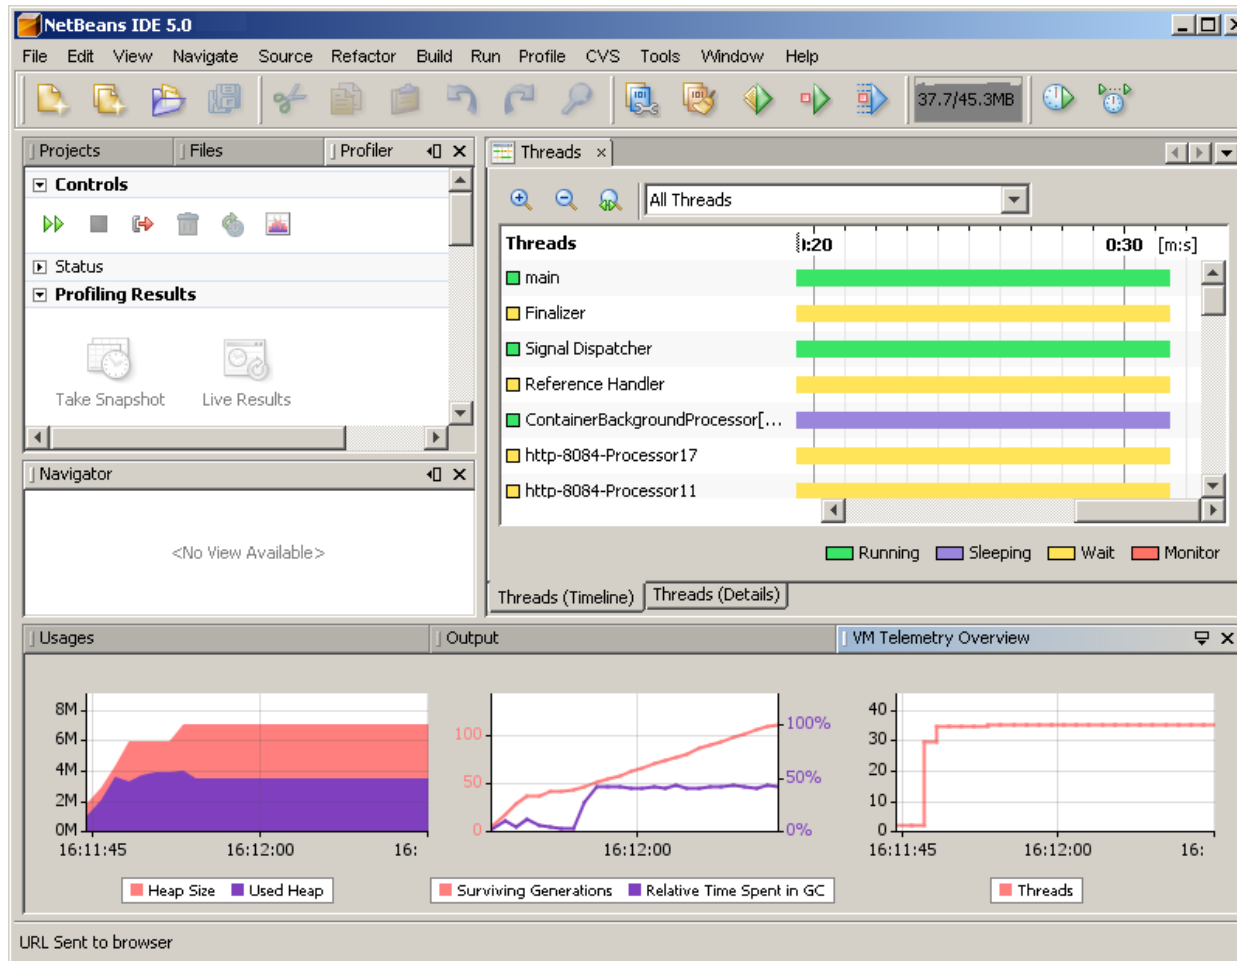 NetBeans IDE 5.0
File Edit View Navigate Source Refactor Build Run Profile CVS Tools Window Help
37.7/45.3MB
Projects Files Profiler
Controls
Status
Profiling Results
Take Snapshot Live Results
Navigator
<No View Available>
Threads
All Threads
Threads 0:30 [m:s]
main
Finalizer
Signal Dispatcher
Reference Handler
ContainerBackgroundProcessor[...
http-8084-Processor17
http-8084-Processor11
Running Sleeping Wait Monitor
Threads (Timeline) Threads (Details)
Usages Output VM Telemetry Overview
8M
6M
4M
2M
0M
16:11:45 16:12:00 16:
Heap Size Used Heap
100 100%
50 50%
0 0%
16:12:00
Surviving Generations Relative Time Spent in GC
40
30
20
10
0
16:11:45 16:12:00 16:
Threads
URL Sent to browser